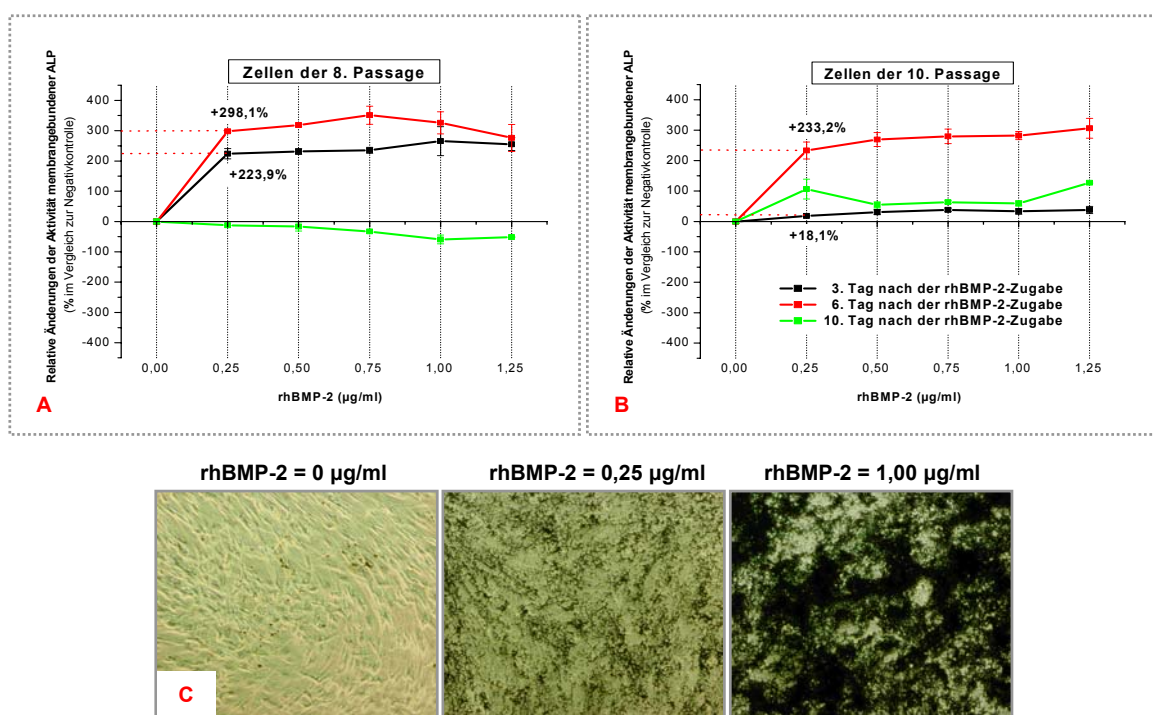 Zellen der 8. Passage
Relative Änderungen der Aktivität membrangebundener ALP
(% im Vergleich zur Negativkontrolle)
400
300
200
100
0
-100
-200
-300
-400
+298,1%
+223,9%
0,00
0,25
0,50
0,75
1,00
1,25
rhBMP-2 (µg/ml)
A
Zellen der 10. Passage
Relative Änderungen der Aktivität membrangebundener ALP
(% im Vergleich zur Negativkontrolle)
400
300
200
100
0
-100
-200
-300
-400
+233,2%
+18,1%
3. Tag nach der rhBMP-2-Zugabe
6. Tag nach der rhBMP-2-Zugabe
10. Tag nach der rhBMP-2-Zugabe
0,00
0,25
0,50
0,75
1,00
1,25
rhBMP-2 (µg/ml)
B
rhBMP-2 = 0 µg/ml
rhBMP-2 = 0,25 µg/ml
rhBMP-2 = 1,00 µg/ml
C